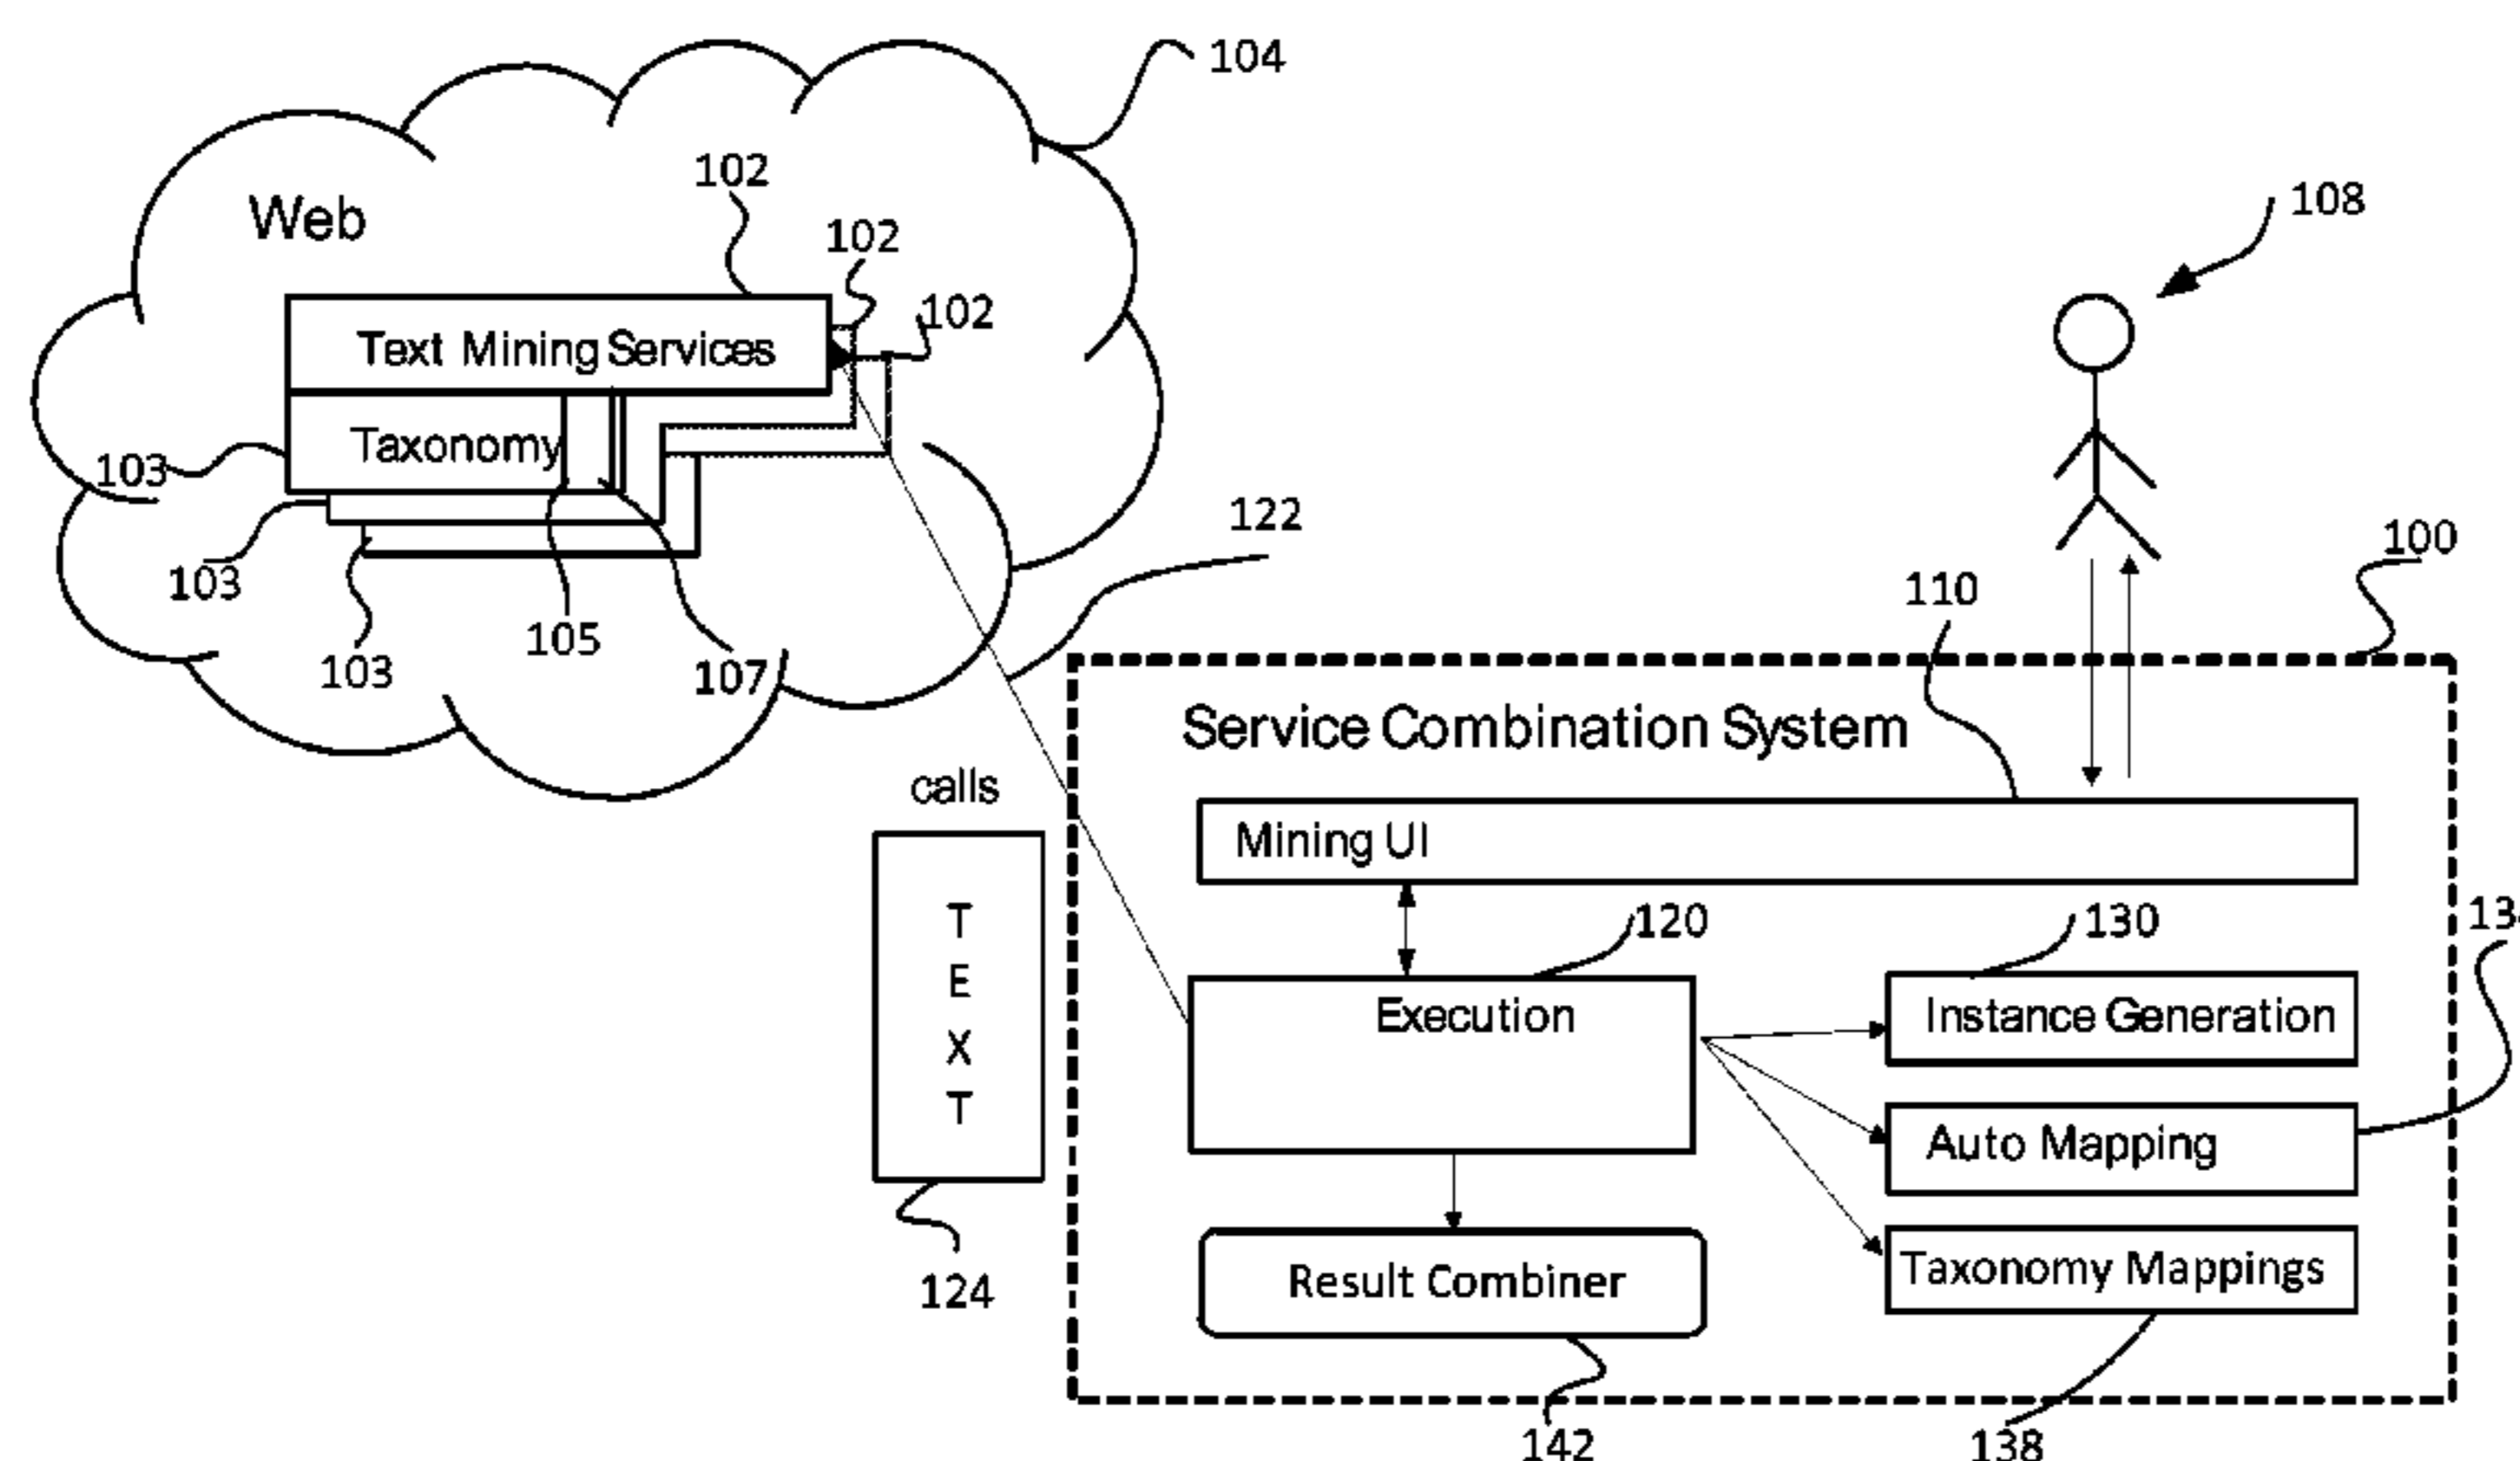 104
102
Web
108
102
102
Text Mining Services
Taxonomy
103
122
103
100
110
105
103
107
Service Combination System
calls
Mining UI
120
130
T
E
X
T
Execution
Instance Generation
Auto Mapping
Taxonomy Mappings
Result Combiner
124
142
138